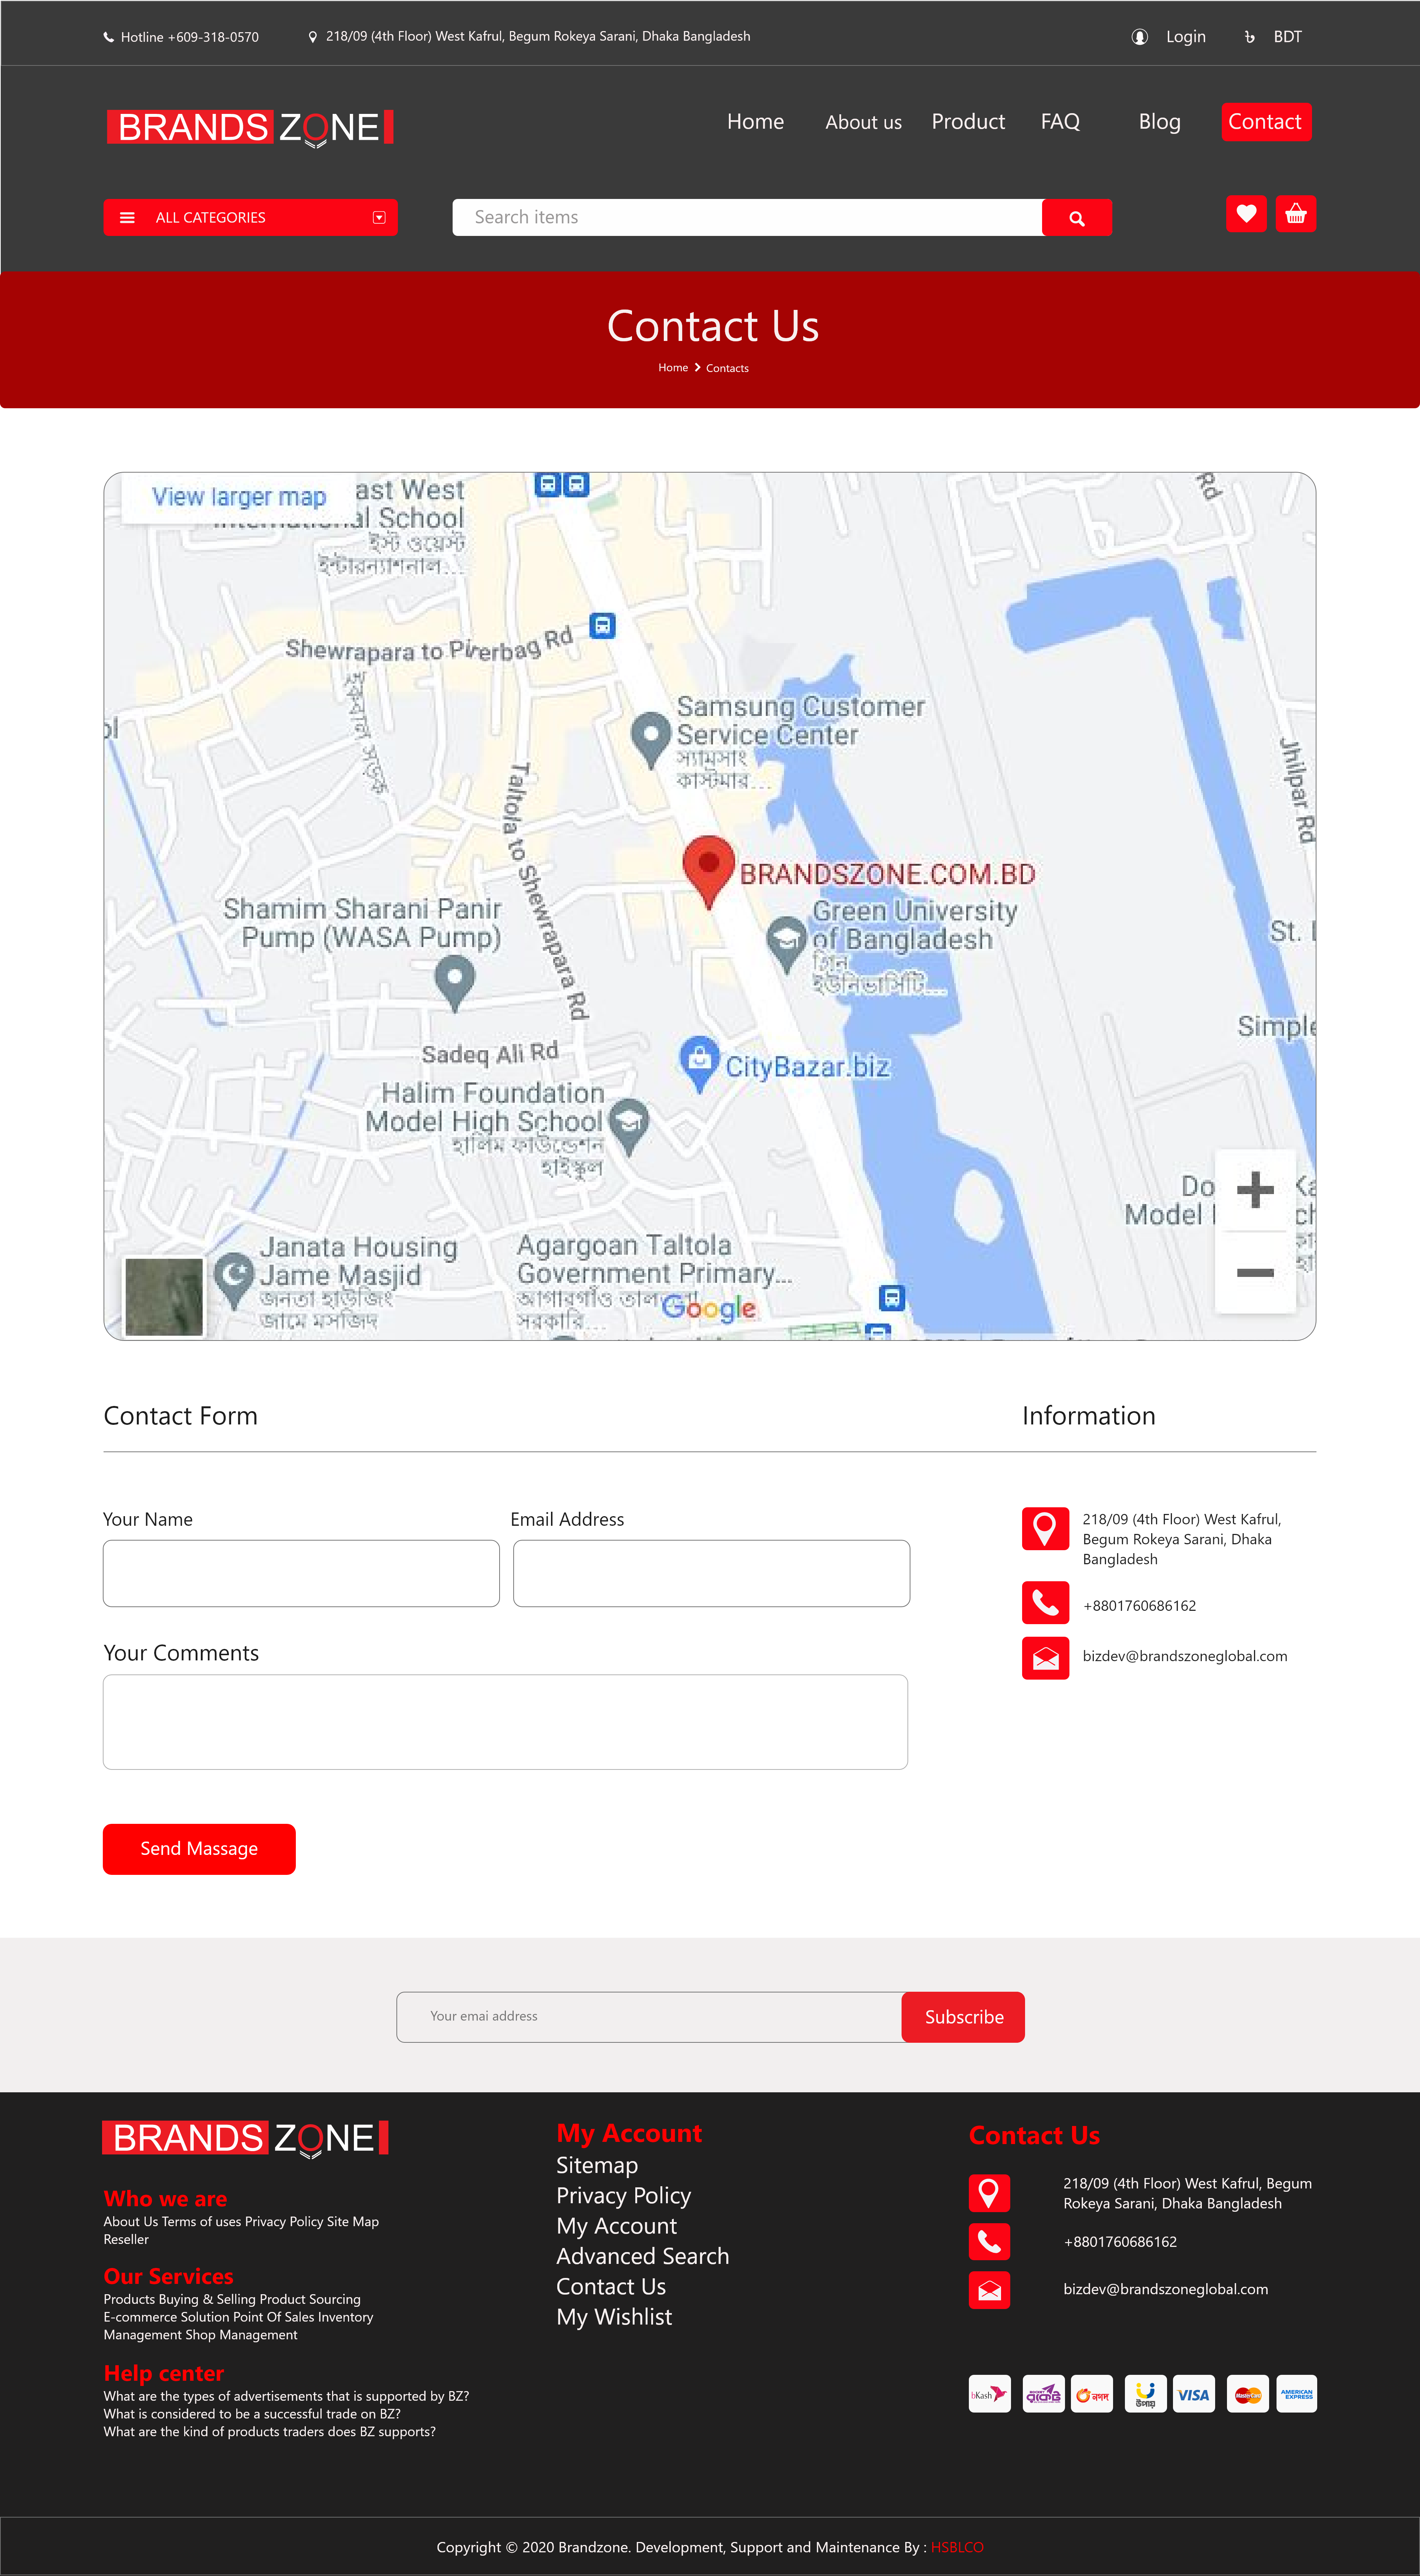 Hotline +609-318-0570
218/09 (4th Floor) West Kafrul, Begum Rokeya Sarani, Dhaka Bangladesh
Login
৳ BDT
BRANDS ZONE
Home
About us
Product
FAQ
Blog
Contact
ALL CATEGORIES
Search items
Contact Us
Home
Contacts
View larger map
ast West
International School
ইস্ট ওয়েস্ট
ইন্টারন্যাশনাল...
Rd
Shewrapara to Pirerbag Rd
Samsung Customer
Service Center
স্যামসাং
কাস্টমার...
Jhilpar Rd
Taltola to Shewrapara Rd
BRANDSZONE.COM.BD
Shamim Sharani Panir
Pump (WASA Pump)
Green University
of Bangladesh
গ্রিন
ইউনিভার্সিটি...
St.
Simple
Sadeq Ali Rd
CityBazar.biz
Halim Foundation
Model High School
হালিম ফাউন্ডেশন
হাইস্কুল
Do
Model
Janata Housing
Jame Masjid
জনতা হাউজিং
জামে মসজিদ
Agargoan Taltola
Government Primary...
আগারগাঁও তালতলা
সরকারি...
Google
Contact Form
Information
Your Name
Email Address
218/09 (4th Floor) West Kafrul,
Begum Rokeya Sarani, Dhaka
Bangladesh
+8801760686162
Your Comments
bizdev@brandszoneglobal.com
Send Massage
Your emai address
Subscribe
BRANDS ZONE
Who we are
About Us Terms of uses Privacy Policy Site Map
Reseller
Our Services
Products Buying & Selling Product Sourcing
E-commerce Solution Point Of Sales Inventory
Management Shop Management
Help center
What are the types of advertisements that is supported by BZ?
What is considered to be a successful trade on BZ?
What are the kind of products traders does BZ supports?
My Account
Sitemap
Privacy Policy
My Account
Advanced Search
Contact Us
My Wishlist
Contact Us
218/09 (4th Floor) West Kafrul, Begum
Rokeya Sarani, Dhaka Bangladesh
+8801760686162
bizdev@brandszoneglobal.com
bKash
রকেট
নগদ
উপায়
VISA
MasterCard
AMERICAN
EXPRESS
Copyright © 2020 Brandzone. Development, Support and Maintenance By : HSBLCO